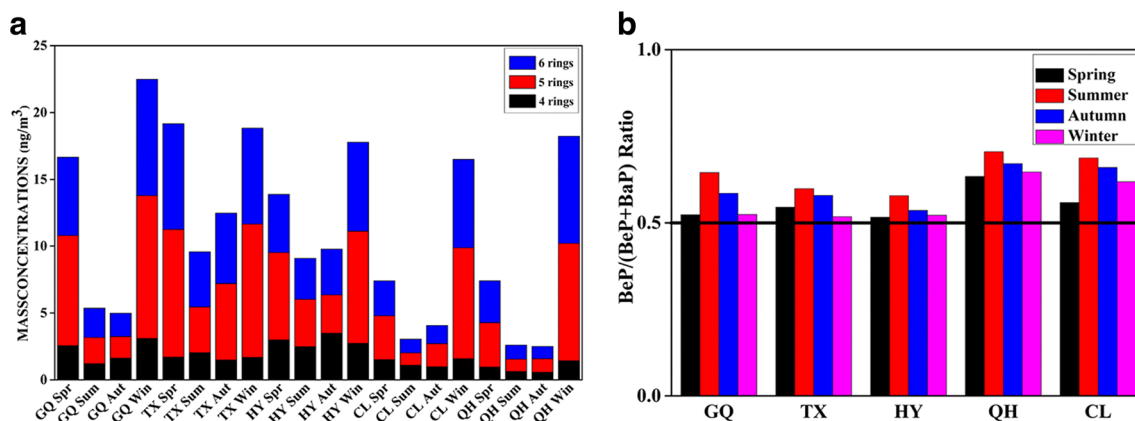 a
MASSCONCENTRATIONS (ng/m³)
25
20
15
10
5
0
6 rings
5 rings
4 rings
GQ Spr
GQ Sum
GQ Aut
GQ Win
TX Spr
TX Sum
TX Aut
TX Win
HY Spr
HY Sum
HY Aut
HY Win
CL Spr
CL Sum
CL Aut
CL Win
QH Spr
QH Sum
QH Aut
QH Win
b
BeP/(BeP+BaP) Ratio
1.0
0.5
0.0
Spring
Summer
Autumn
Winter
GQ
TX
HY
QH
CL